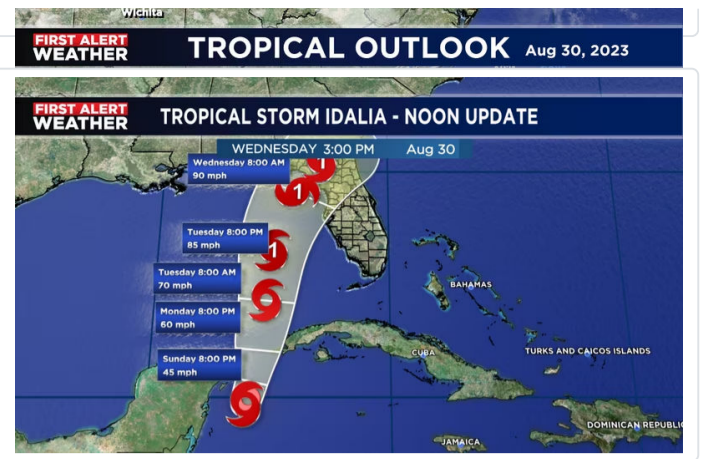 Wichita
FIRST ALERT
WEATHER
TROPICAL OUTLOOK Aug 30, 2023
FIRST ALERT
WEATHER
TROPICAL STORM IDALIA - NOON UPDATE
WEDNESDAY 3:00 PM Aug 30
Wednesday 8:00 AM
90 mph
1
1
Tuesday 8:00 PM
85 mph
1
Tuesday 8:00 AM
70 mph
Monday 8:00 PM
60 mph
Sunday 8:00 PM
45 mph
BAHAMAS
CUBA
TURKS AND CAICOS ISLANDS
DOMINICAN REPUBLI
JAMAICA